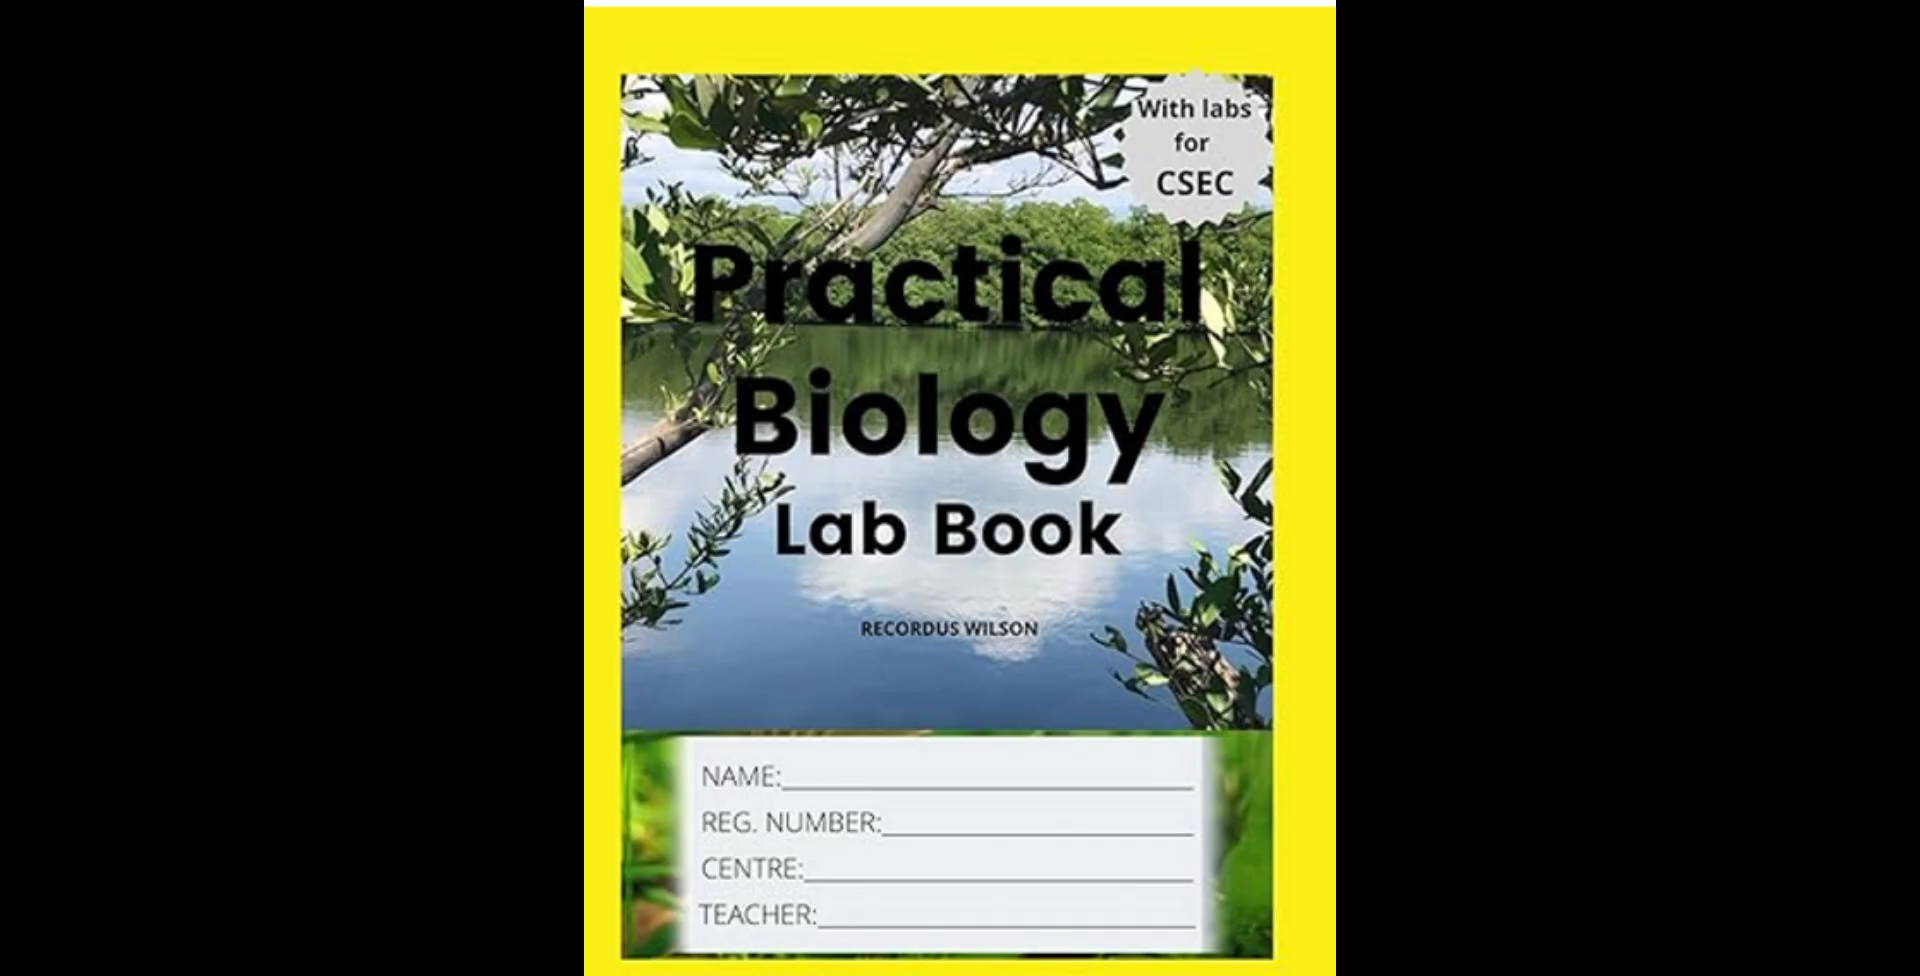 With labs
for
CSEC
Practical
Biology
Lab Book
RECORDUS WILSON
NAME:
REG. NUMBER:
CENTRE:
TEACHER: